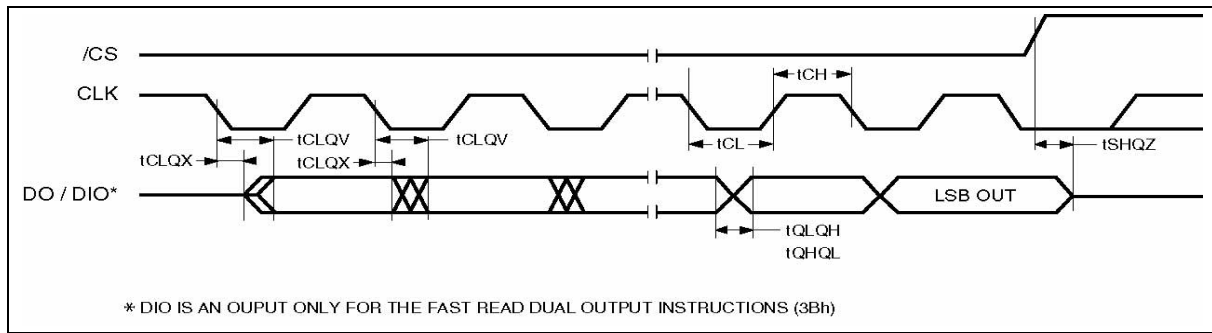 /CS
tCH
CLK
tCLQV
tCLQV
tCL
tSHQZ
tCLQX
tCLQX
DO / DIO*
LSB OUT
tQLQH
tQHQL
* DIO IS AN OUPUT ONLY FOR THE FAST READ DUAL OUTPUT INSTRUCTIONS (3Bh)